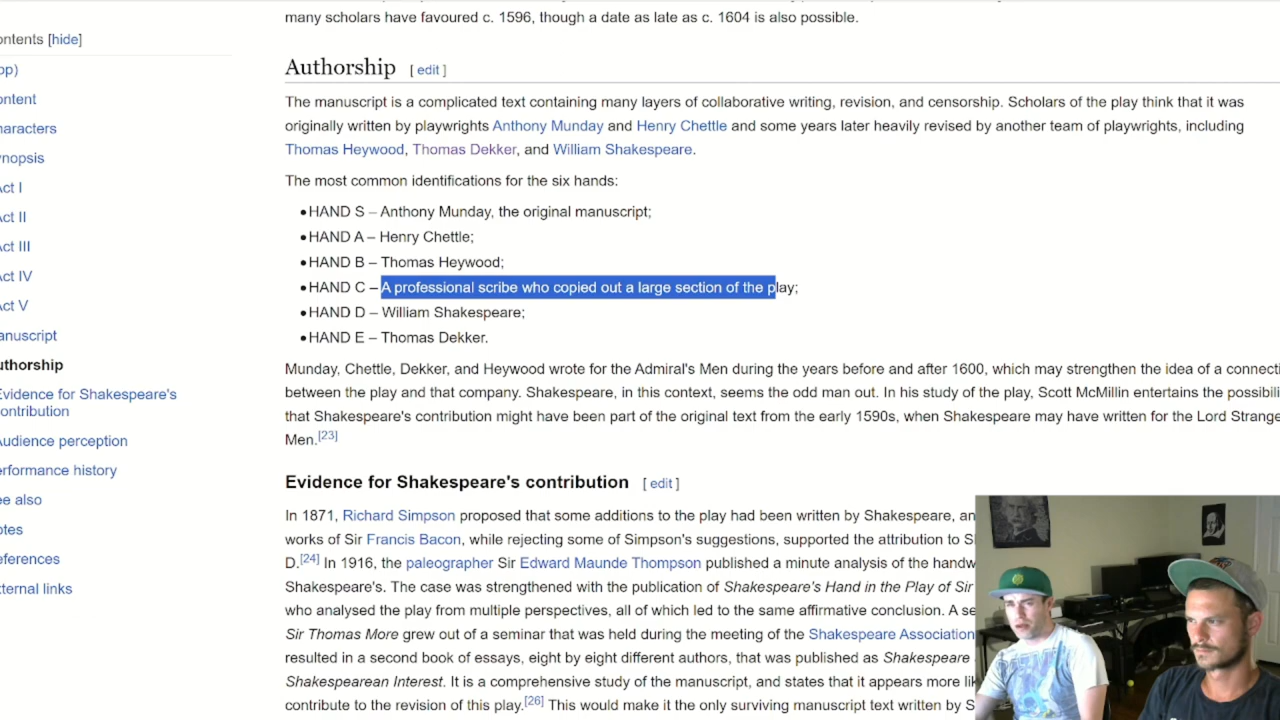 many scholars have favoured c. 1596, though a date as late as c. 1604 is also possible.
ontents [hide]
op)
ontent
haracters
ynopsis
Act I
Act II
Act III
Act IV
Act V
anuscript
uthorship
Evidence for Shakespeare's
ontribution
Audience perception
erformance history
ee also
otes
eferences
xternal links
Authorship [ edit ]
The manuscript is a complicated text containing many layers of collaborative writing, revision, and censorship. Scholars of the play think that it was
originally written by playwrights Anthony Munday and Henry Chettle and some years later heavily revised by another team of playwrights, including
Thomas Heywood, Thomas Dekker, and William Shakespeare.
The most common identifications for the six hands:
• HAND S – Anthony Munday, the original manuscript;
• HAND A – Henry Chettle;
• HAND B – Thomas Heywood;
• HAND C – A professional scribe who copied out a large section of the play;
• HAND D – William Shakespeare;
• HAND E – Thomas Dekker.
Munday, Chettle, Dekker, and Heywood wrote for the Admiral's Men during the years before and after 1600, which may strengthen the idea of a connecti
between the play and that company. Shakespeare, in this context, seems the odd man out. In his study of the play, Scott McMillin entertains the possibili
that Shakespeare's contribution might have been part of the original text from the early 1590s, when Shakespeare may have written for the Lord Strange
Men.[23]
Evidence for Shakespeare's contribution [ edit ]
In 1871, Richard Simpson proposed that some additions to the play had been written by Shakespeare, an
works of Sir Francis Bacon, while rejecting some of Simpson's suggestions, supported the attribution to S
D.[24] In 1916, the paleographer Sir Edward Maunde Thompson published a minute analysis of the handw
Shakespeare's. The case was strengthened with the publication of Shakespeare's Hand in the Play of Sir
who analysed the play from multiple perspectives, all of which led to the same affirmative conclusion. A se
Sir Thomas More grew out of a seminar that was held during the meeting of the Shakespeare Association
resulted in a second book of essays, eight by eight different authors, that was published as Shakespeare
Shakespearean Interest. It is a comprehensive study of the manuscript, and states that it appears more lik
contribute to the revision of this play.[26] This would make it the only surviving manuscript text written by S